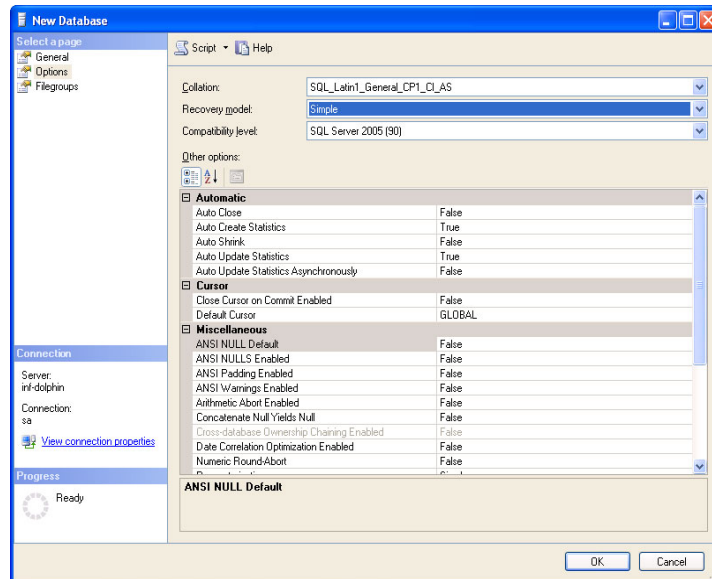 New Database
Select a page
General
Options
Filegroups
Script Help
Collation: SQL_Latin1_General_CP1_CI_AS
Recovery model: Simple
Compatibility level: SQL Server 2005 (90)
Other options:
Automatic
Auto Close False
Auto Create Statistics True
Auto Shrink False
Auto Update Statistics True
Auto Update Statistics Asynchronously False
Cursor
Close Cursor on Commit Enabled False
Default Cursor GLOBAL
Miscellaneous
ANSI NULL Default False
ANSI NULLS Enabled False
ANSI Padding Enabled False
ANSI Warnings Enabled False
Arithmetic Abort Enabled False
Concatenate Null Yields Null False
Cross-database Ownership Chaining Enabled False
Date Correlation Optimization Enabled False
Numeric Round-Abort False
ANSI NULL Default
Connection
Server:
inf-dolphin
Connection:
sa
View connection properties
Progress
Ready
OK Cancel